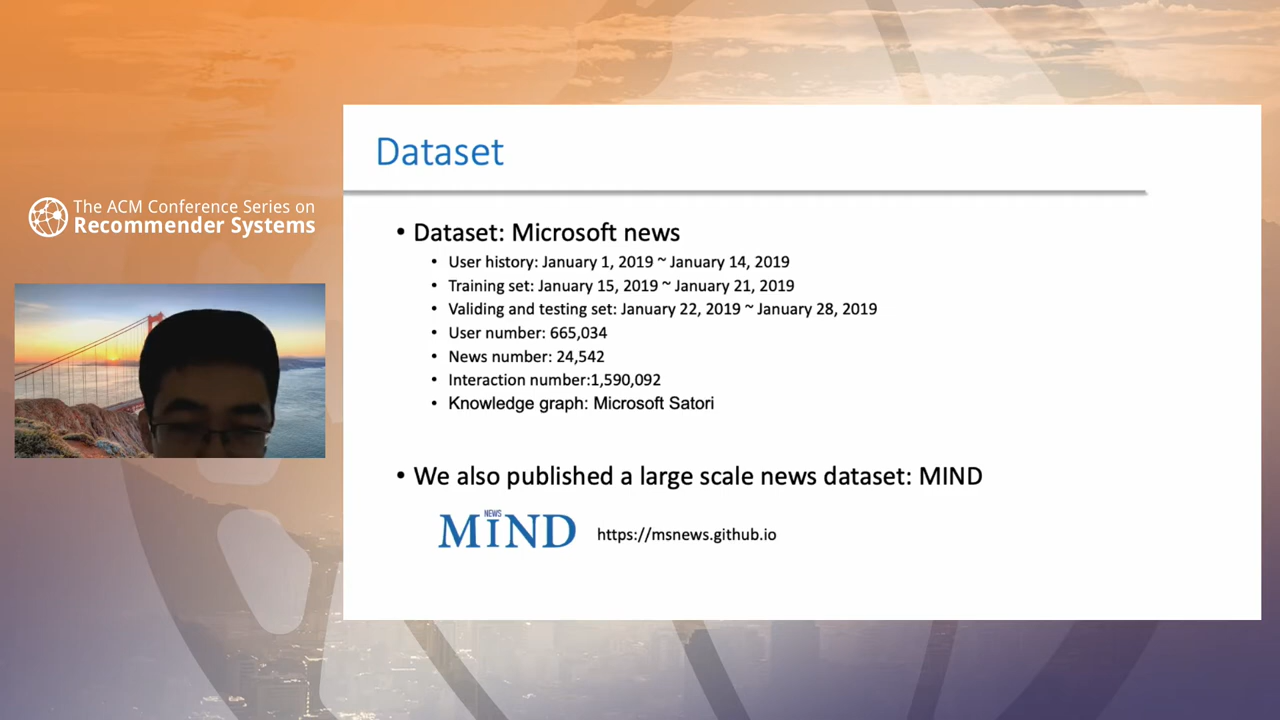 The ACM Conference Series on
Recommender Systems
Dataset
• Dataset: Microsoft news
• User history: January 1, 2019 ~ January 14, 2019
• Training set: January 15, 2019 ~ January 21, 2019
• Validing and testing set: January 22, 2019 ~ January 28, 2019
• User number: 665,034
• News number: 24,542
• Interaction number:1,590,092
• Knowledge graph: Microsoft Satori
• We also published a large scale news dataset: MIND
NEWS
MIND
https://msnews.github.io